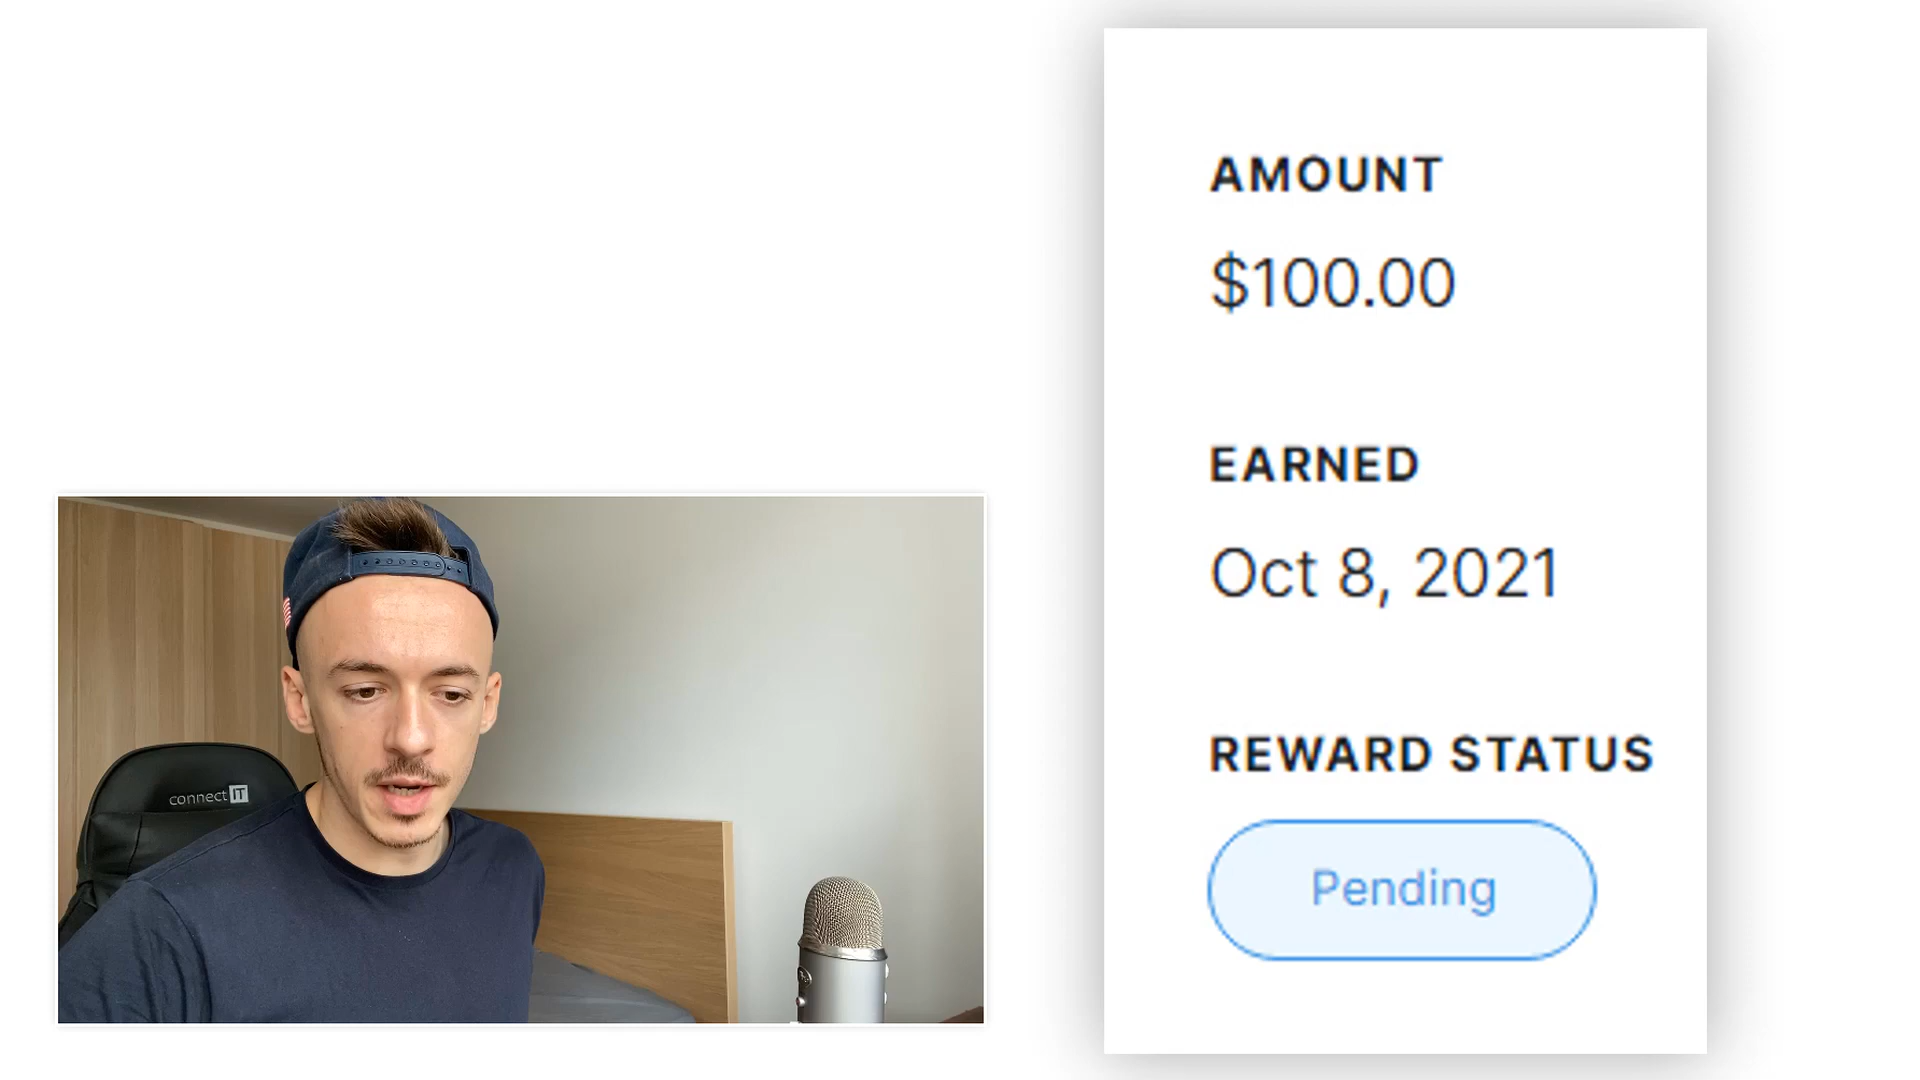 AMOUNT
$100.00
EARNED
Oct 8, 2021
REWARD STATUS
Pending
connect IT